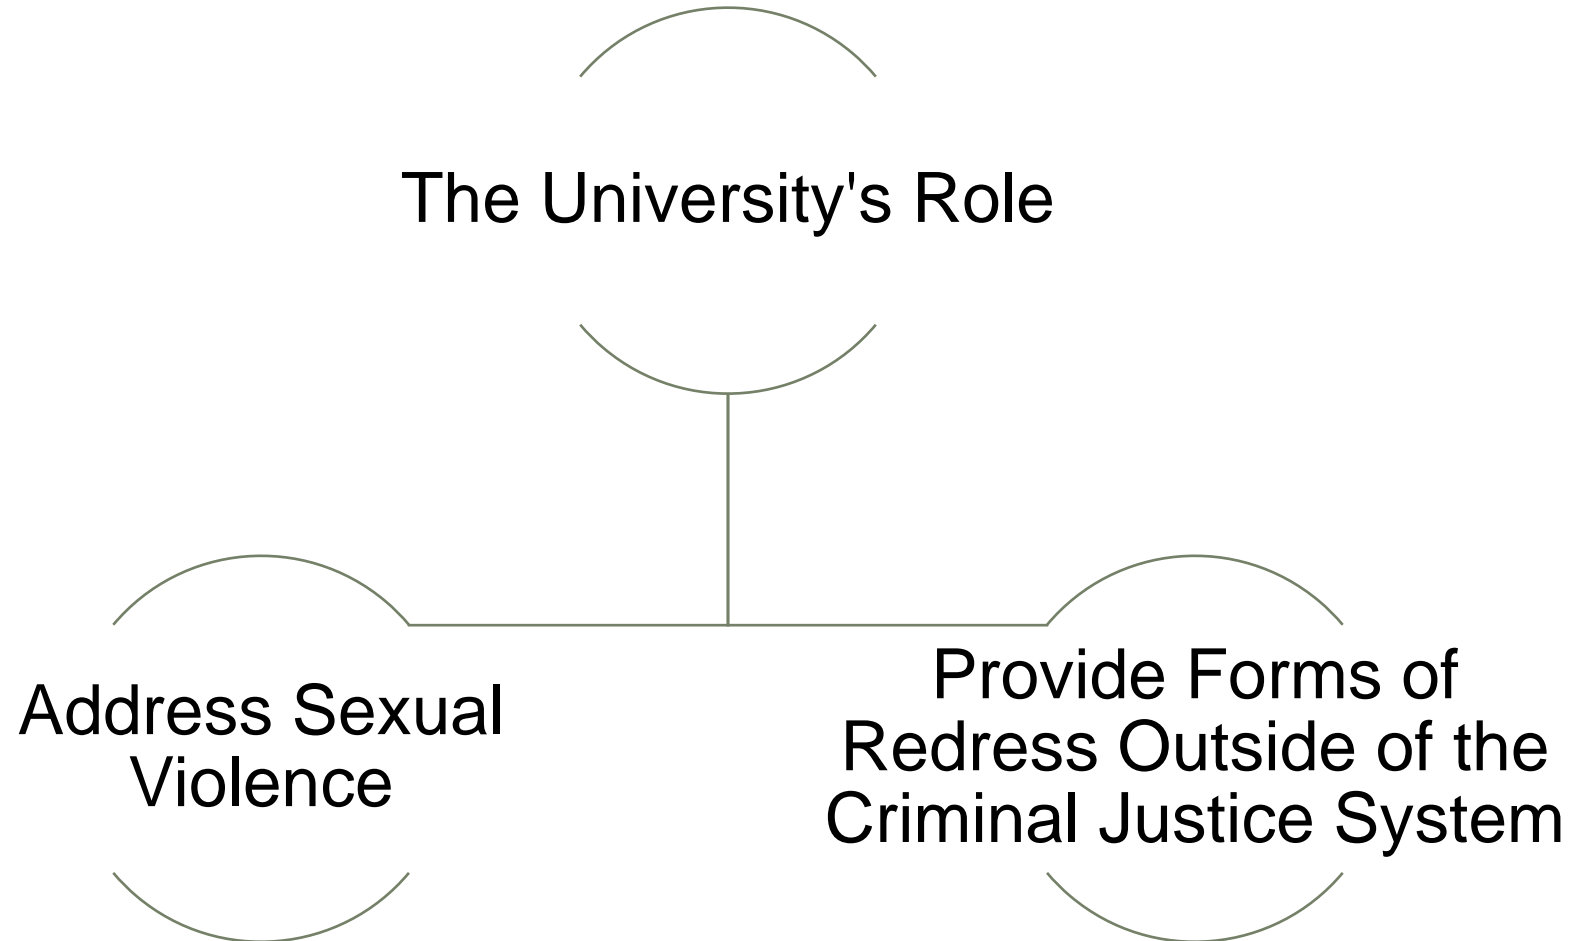 The University's Role
Address Sexual
Violence
Provide Forms of
Redress Outside of the
Criminal Justice System